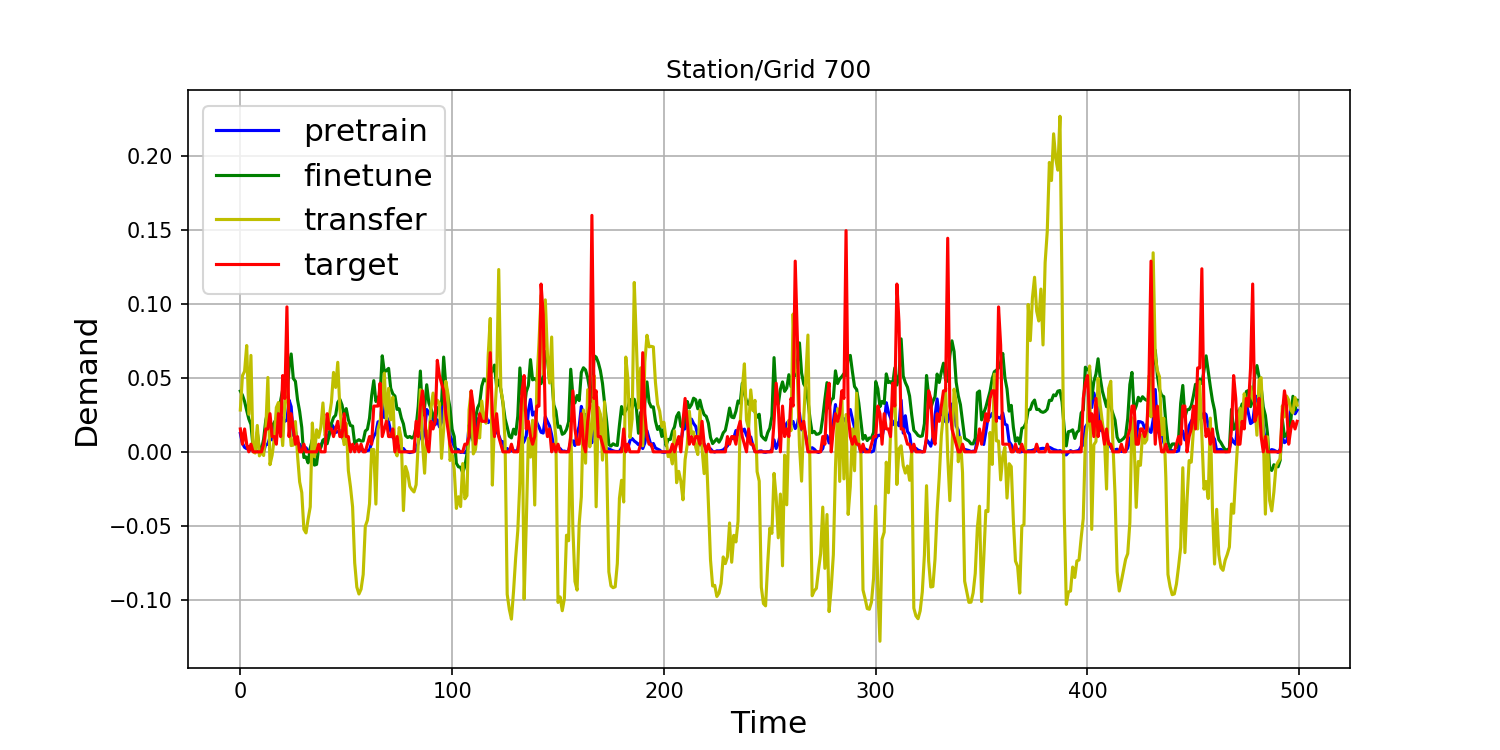 Station/Grid 700
pretrain
finetune
transfer
target
Demand
0.20
0.15
0.10
0.05
0.00
−0.05
−0.10
0 100 200 300 400 500
Time